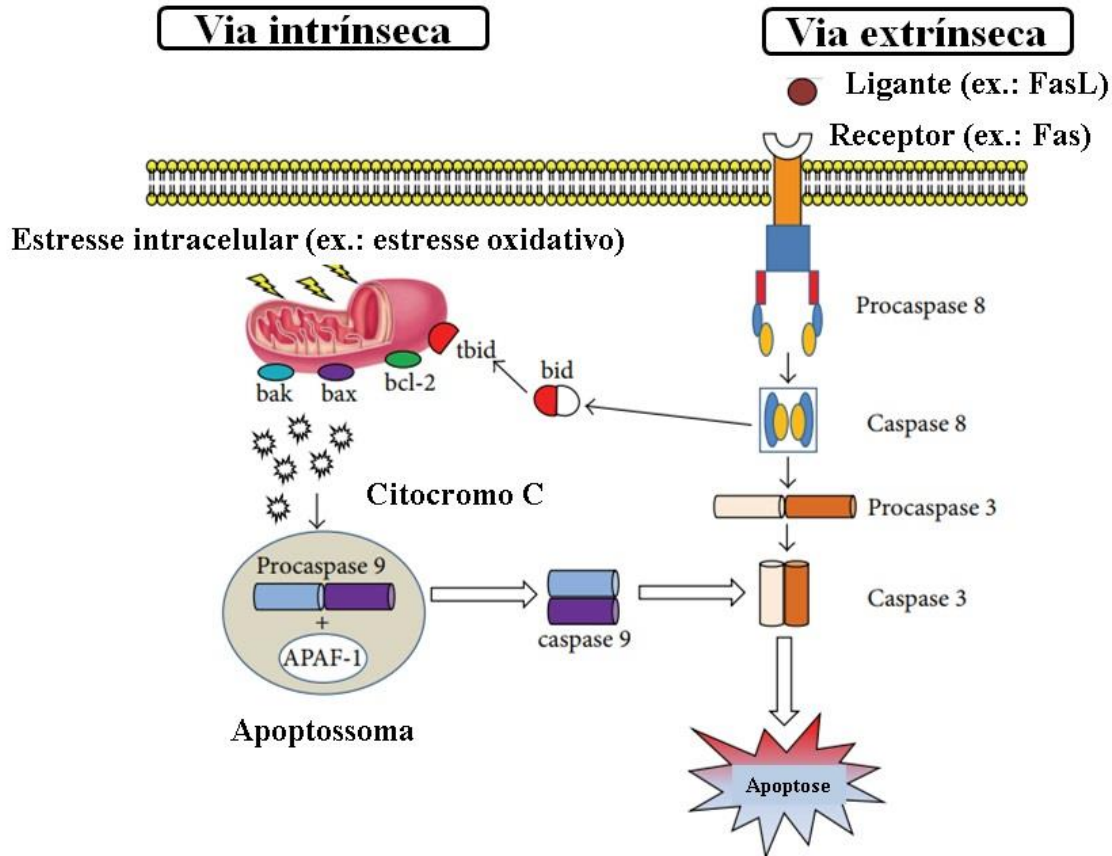 Via intrínseca
Via extrínseca
Ligante (ex.: FasL)
Receptor (ex.: Fas)
Estresse intracelular (ex.: estresse oxidativo)
Procaspase 8
tbid
bid
bcl-2
bak
bax
Caspase 8
Citocromo C
Procaspase 3
Procaspase 9
+
APAF-1
caspase 9
Caspase 3
Apoptossoma
Apoptose